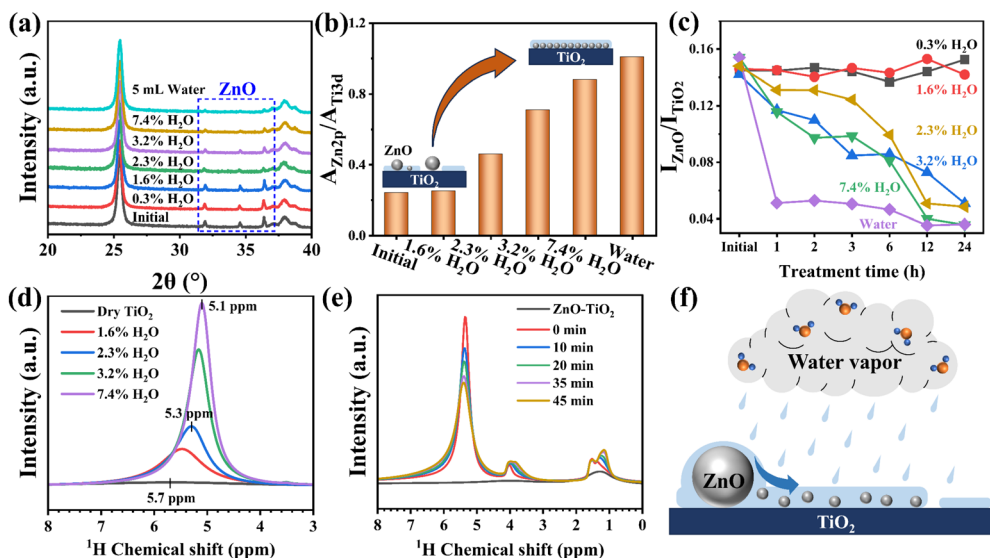 (a)
Intensity (a.u.)
5 mL Water
ZnO
7.4% H₂O
3.2% H₂O
2.3% H₂O
1.6% H₂O
0.3% H₂O
Initial
20 25 30 35 40
2θ (°)
(b)
A_Zn2p/A_Ti3d
1.2
0.8
0.4
0.0
TiO₂
ZnO
TiO₂
Initial
1.6% H₂O
2.3% H₂O
3.2% H₂O
7.4% H₂O
Water
(c)
I_ZnO/I_TiO₂
0.16
0.12
0.08
0.04
0.3% H₂O
1.6% H₂O
2.3% H₂O
3.2% H₂O
7.4% H₂O
Water
Initial 1 2 3 6 12 24
Treatment time (h)
(d)
Intensity (a.u.)
Dry TiO₂
1.6% H₂O
2.3% H₂O
3.2% H₂O
7.4% H₂O
5.1 ppm
5.3 ppm
5.7 ppm
8 7 6 5 4 3
¹H Chemical shift (ppm)
(e)
Intensity (a.u.)
ZnO-TiO₂
0 min
10 min
20 min
35 min
45 min
8 7 6 5 4 3 2 1 0
¹H Chemical shift (ppm)
(f)
Water vapor
ZnO
TiO₂